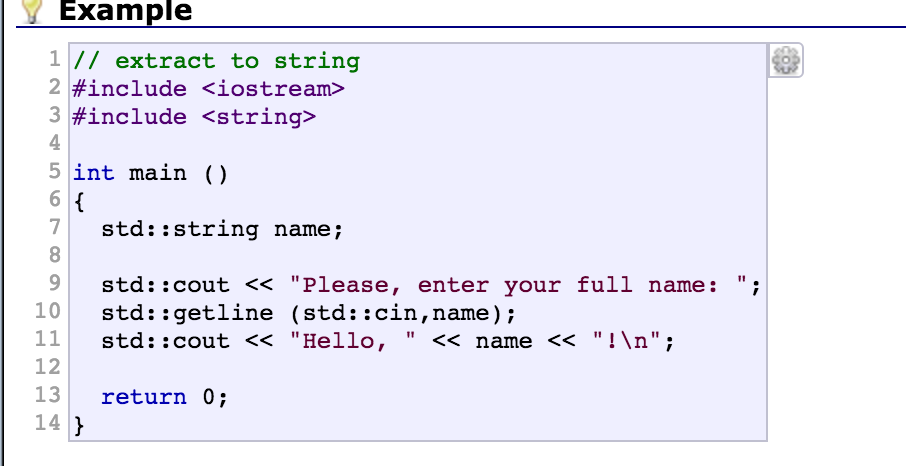 Example
1 // extract to string
2 #include <iostream>
3 #include <string>
4
5 int main ()
6 {
7   std::string name;
8
9   std::cout << "Please, enter your full name: ";
10   std::getline (std::cin,name);
11   std::cout << "Hello, " << name << "!\n";
12
13   return 0;
14 }